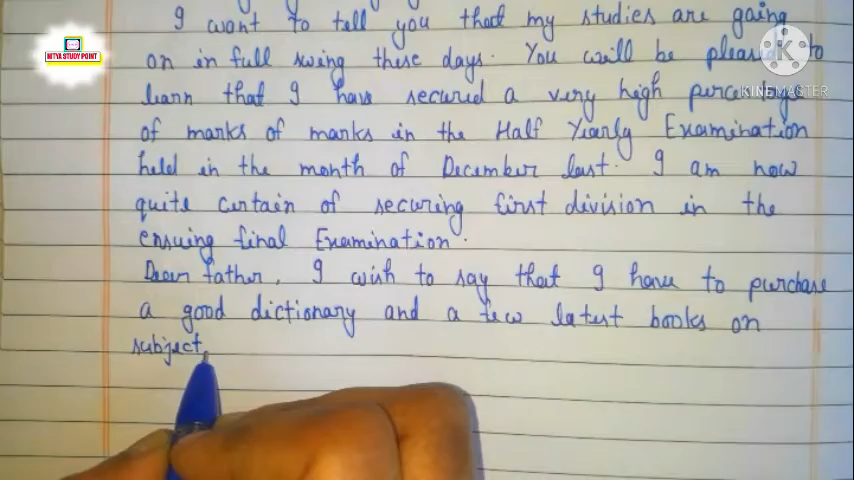 I want to tell you that my studies are going
NITYA STUDY POINT
on in full swing these days. You will be pleased to
KINEMASTER
learn that I have secured a very high percentage
of marks of marks in the Half Yearly Examination
held in the month of December last. I am now
quite certain of securing first division in the
ensuing final Examination.
Dear father, I wish to say that I have to purchase
a good dictionary and a few latest books on
subject